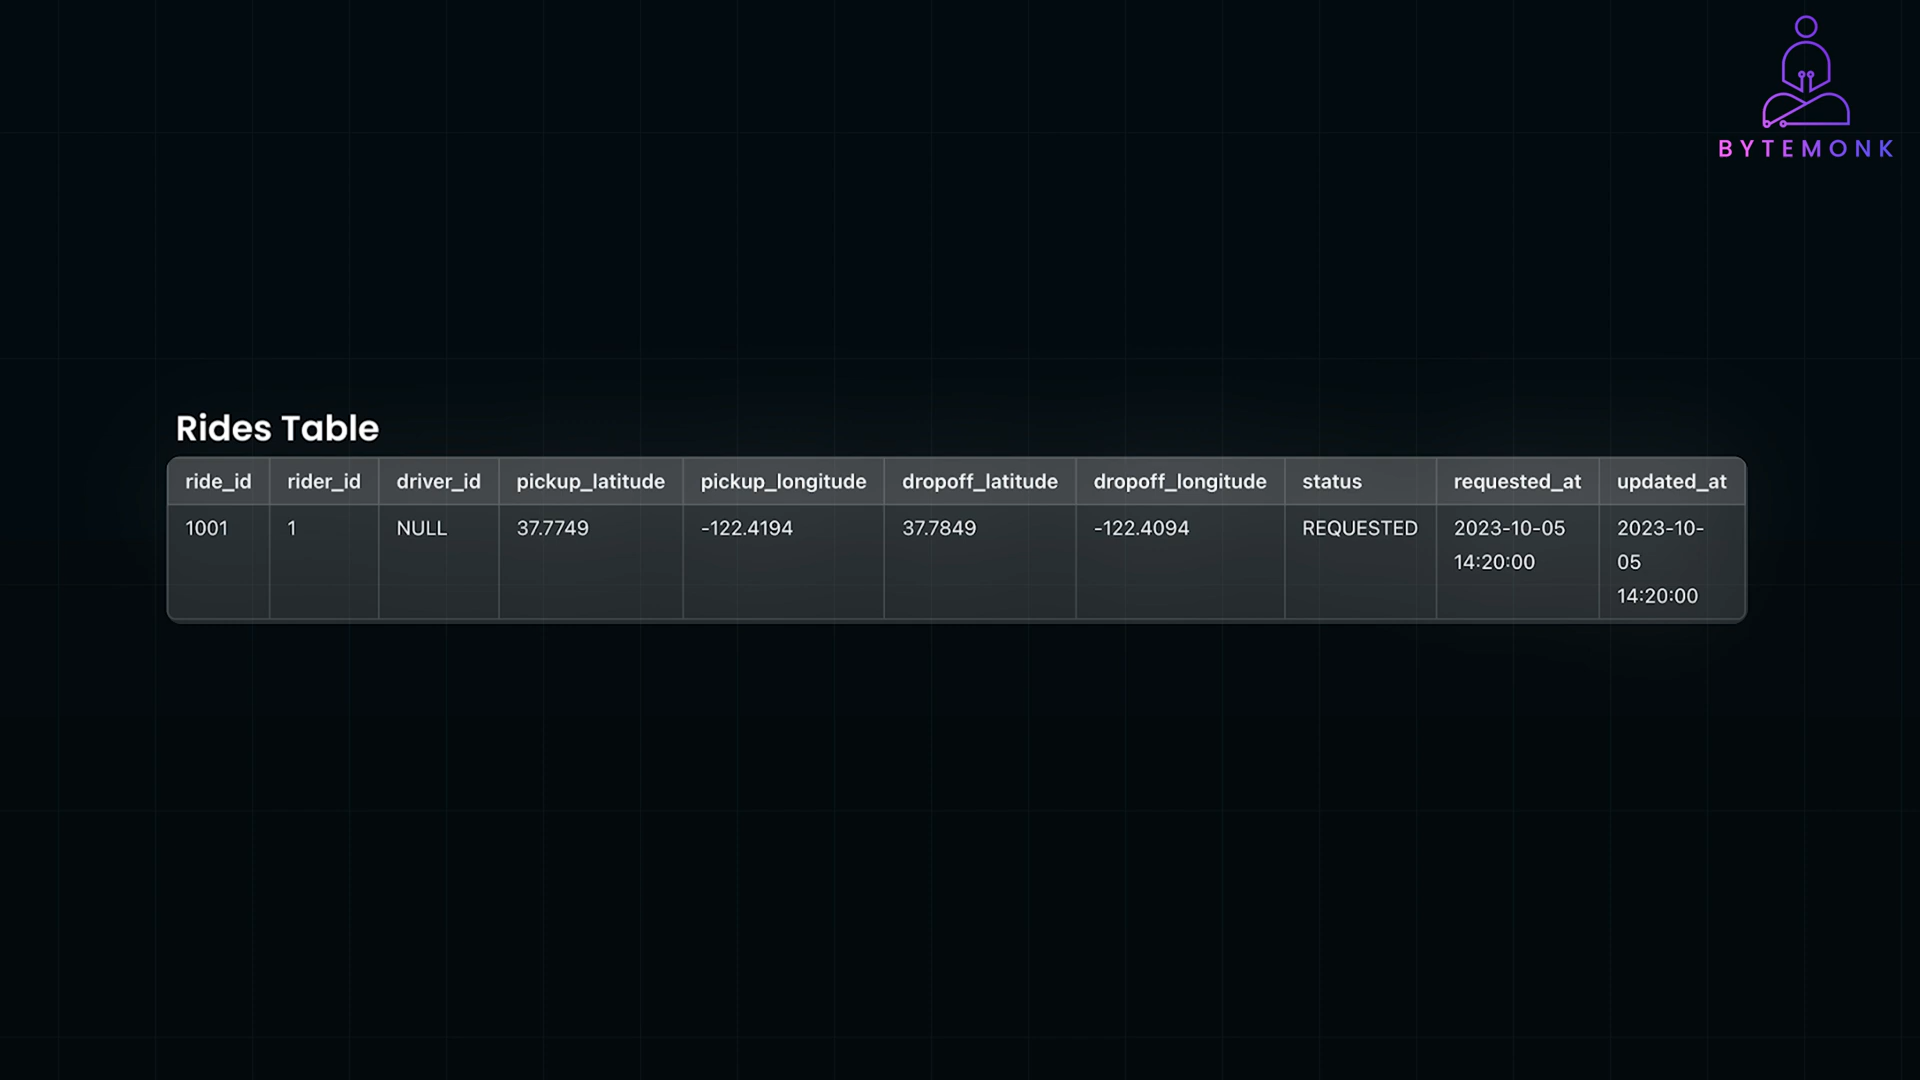 BYTEMONK
Rides Table
ride_id rider_id driver_id pickup_latitude pickup_longitude dropoff_latitude dropoff_longitude status requested_at updated_at
1001 1 NULL 37.7749 -122.4194 37.7849 -122.4094 REQUESTED 2023-10-05 2023-10-
14:20:00 05
14:20:00